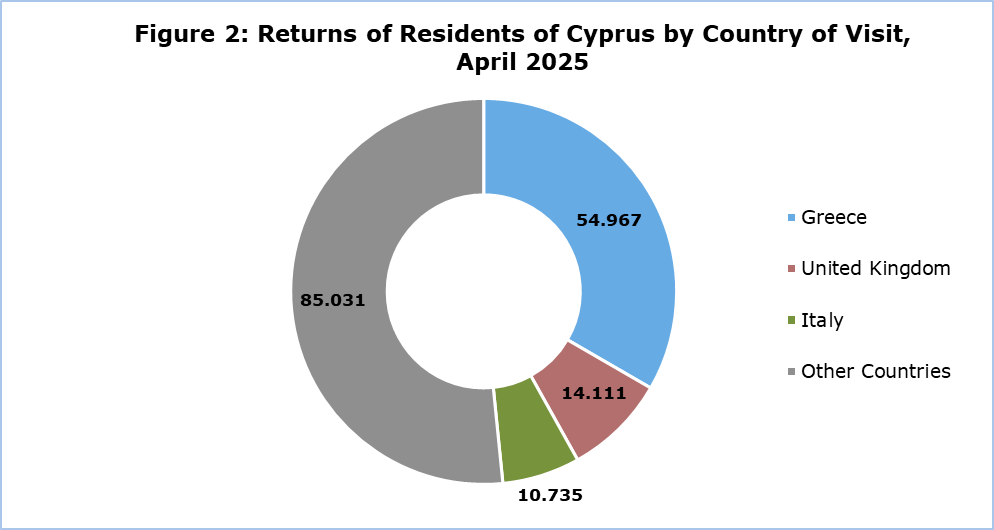 Figure 2: Returns of Residents of Cyprus by Country of Visit,
April 2025
54.967
14.111
10.735
85.031
Greece
United Kingdom
Italy
Other Countries